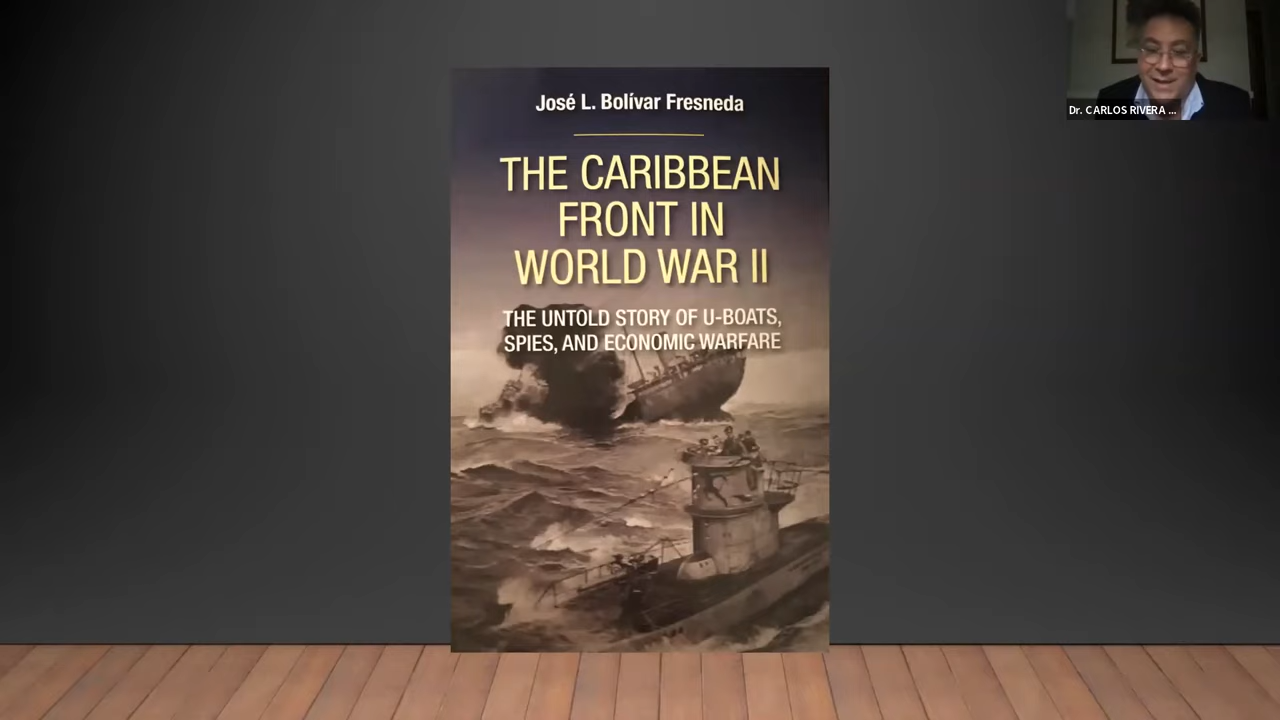 José L. Bolívar Fresneda
THE CARIBBEAN
FRONT IN
WORLD WAR II
THE UNTOLD STORY OF U-BOATS,
SPIES, AND ECONOMIC WARFARE
Dr. CARLOS RIVERA ...